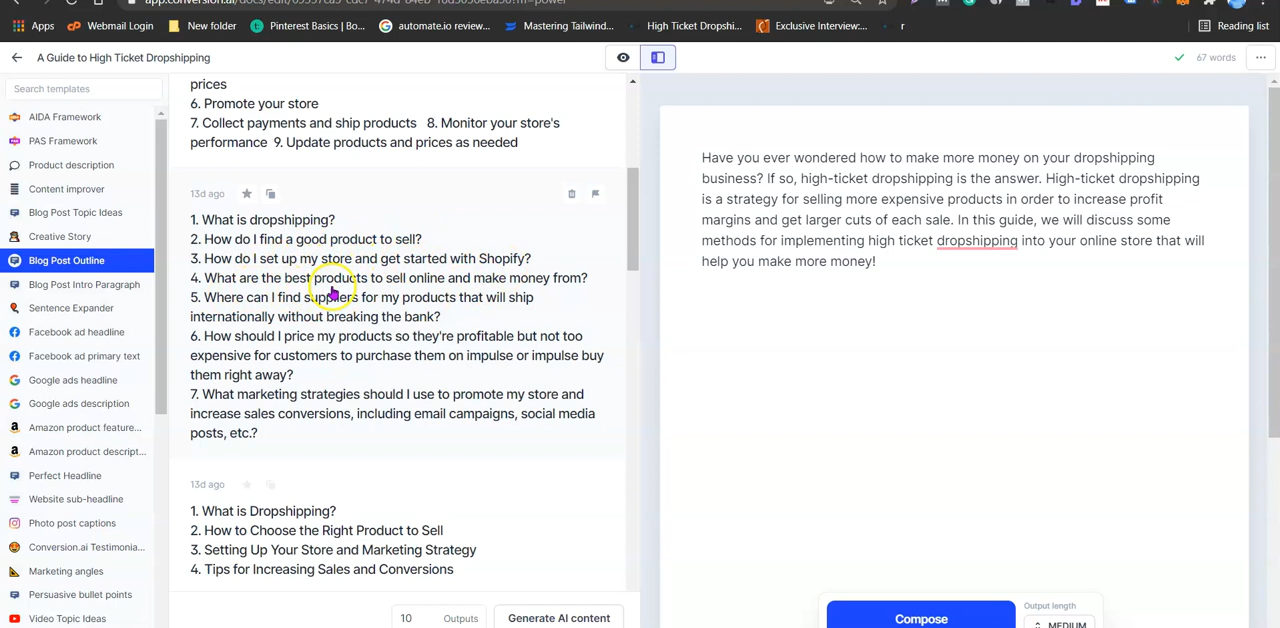 Apps
Webmail Login
New folder
Pinterest Basics | Bo...
automate.io review...
Mastering Tailwind...
High Ticket Dropshi...
Exclusive Interview:...
r
Reading list
A Guide to High Ticket Dropshipping
67 words
Search templates
AIDA Framework
PAS Framework
Product description
Content improver
Blog Post Topic Ideas
Creative Story
Blog Post Outline
Blog Post Intro Paragraph
Sentence Expander
Facebook ad headline
Facebook ad primary text
Google ads headline
Google ads description
Amazon product feature...
Amazon product descript...
Perfect Headline
Website sub-headline
Photo post captions
Conversion.ai Testimonia...
Marketing angles
Persuasive bullet points
Video Topic Ideas
prices
6. Promote your store
7. Collect payments and ship products 8. Monitor your store's
performance 9. Update products and prices as needed
13d ago
1. What is dropshipping?
2. How do I find a good product to sell?
3. How do I set up my store and get started with Shopify?
4. What are the best products to sell online and make money from?
5. Where can I find suppliers for my products that will ship
internationally without breaking the bank?
6. How should I price my products so they're profitable but not too
expensive for customers to purchase them on impulse or impulse buy
them right away?
7. What marketing strategies should I use to promote my store and
increase sales conversions, including email campaigns, social media
posts, etc.?
13d ago
1. What is Dropshipping?
2. How to Choose the Right Product to Sell
3. Setting Up Your Store and Marketing Strategy
4. Tips for Increasing Sales and Conversions
10 Outputs
Generate AI content
Have you ever wondered how to make more money on your dropshipping
business? If so, high-ticket dropshipping is the answer. High-ticket dropshipping
is a strategy for selling more expensive products in order to increase profit
margins and get larger cuts of each sale. In this guide, we will discuss some
methods for implementing high ticket dropshipping into your online store that will
help you make more money!
Compose
Output length
MEDIUM